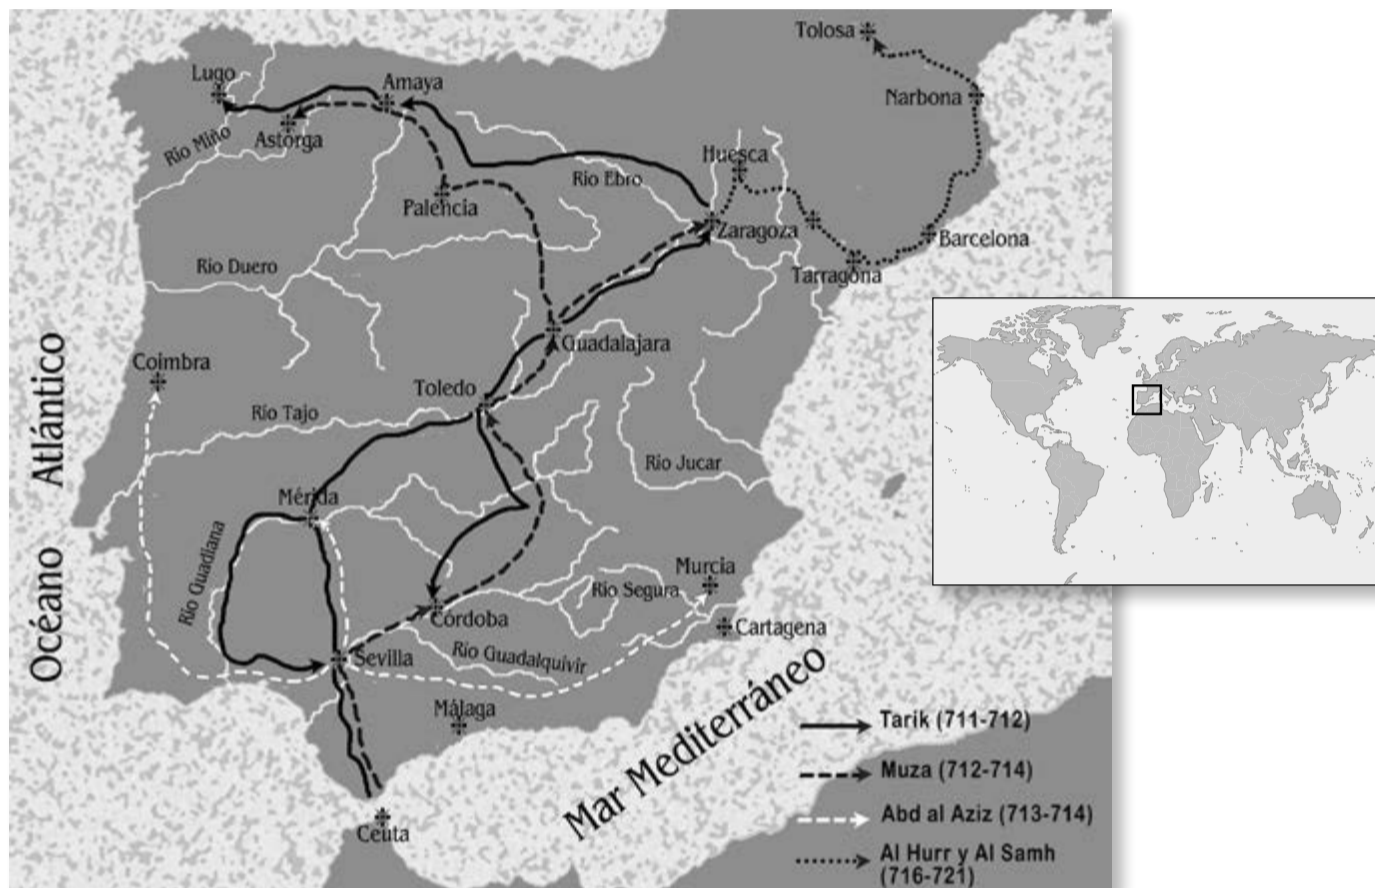 Tolosa
Lugo
Amaya
Narbona
Río Miño
Astorga
Huesca
Río Ebro
Palencia
Zaragoza
Barcelona
Tarragona
Río Duero
Guadalajara
Coimbra
Toledo
Río Tajo
Océano Atlántico
Río Jucar
Mérida
Río Guadiana
Murcia
Río Segura
Córdoba
Cartagena
Sevilla
Río Guadalquivír
Málaga
Mar Mediterráneo
Ceuta
Tarik (711-712)
Muza (712-714)
Abd al Aziz (713-714)
Al Hurr y Al Samh
(716-721)